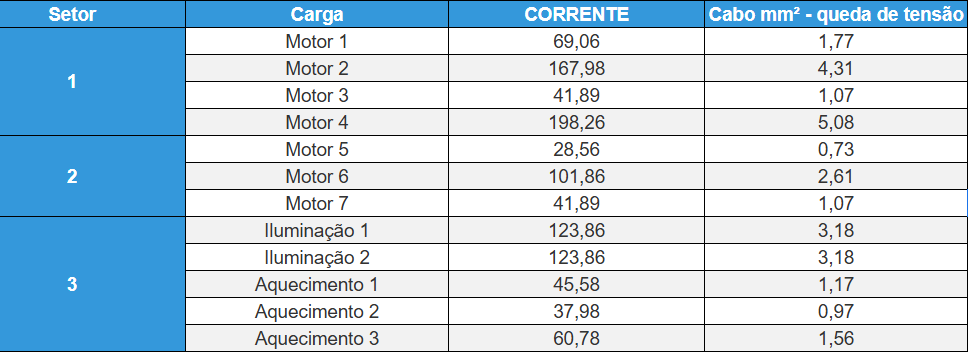 Setor Carga CORRENTE Cabo mm² - queda de tensão
1
Motor 1 69,06 1,77
Motor 2 167,98 4,31
Motor 3 41,89 1,07
Motor 4 198,26 5,08
2
Motor 5 28,56 0,73
Motor 6 101,86 2,61
Motor 7 41,89 1,07
3
Iluminação 1 123,86 3,18
Iluminação 2 123,86 3,18
Aquecimento 1 45,58 1,17
Aquecimento 2 37,98 0,97
Aquecimento 3 60,78 1,56